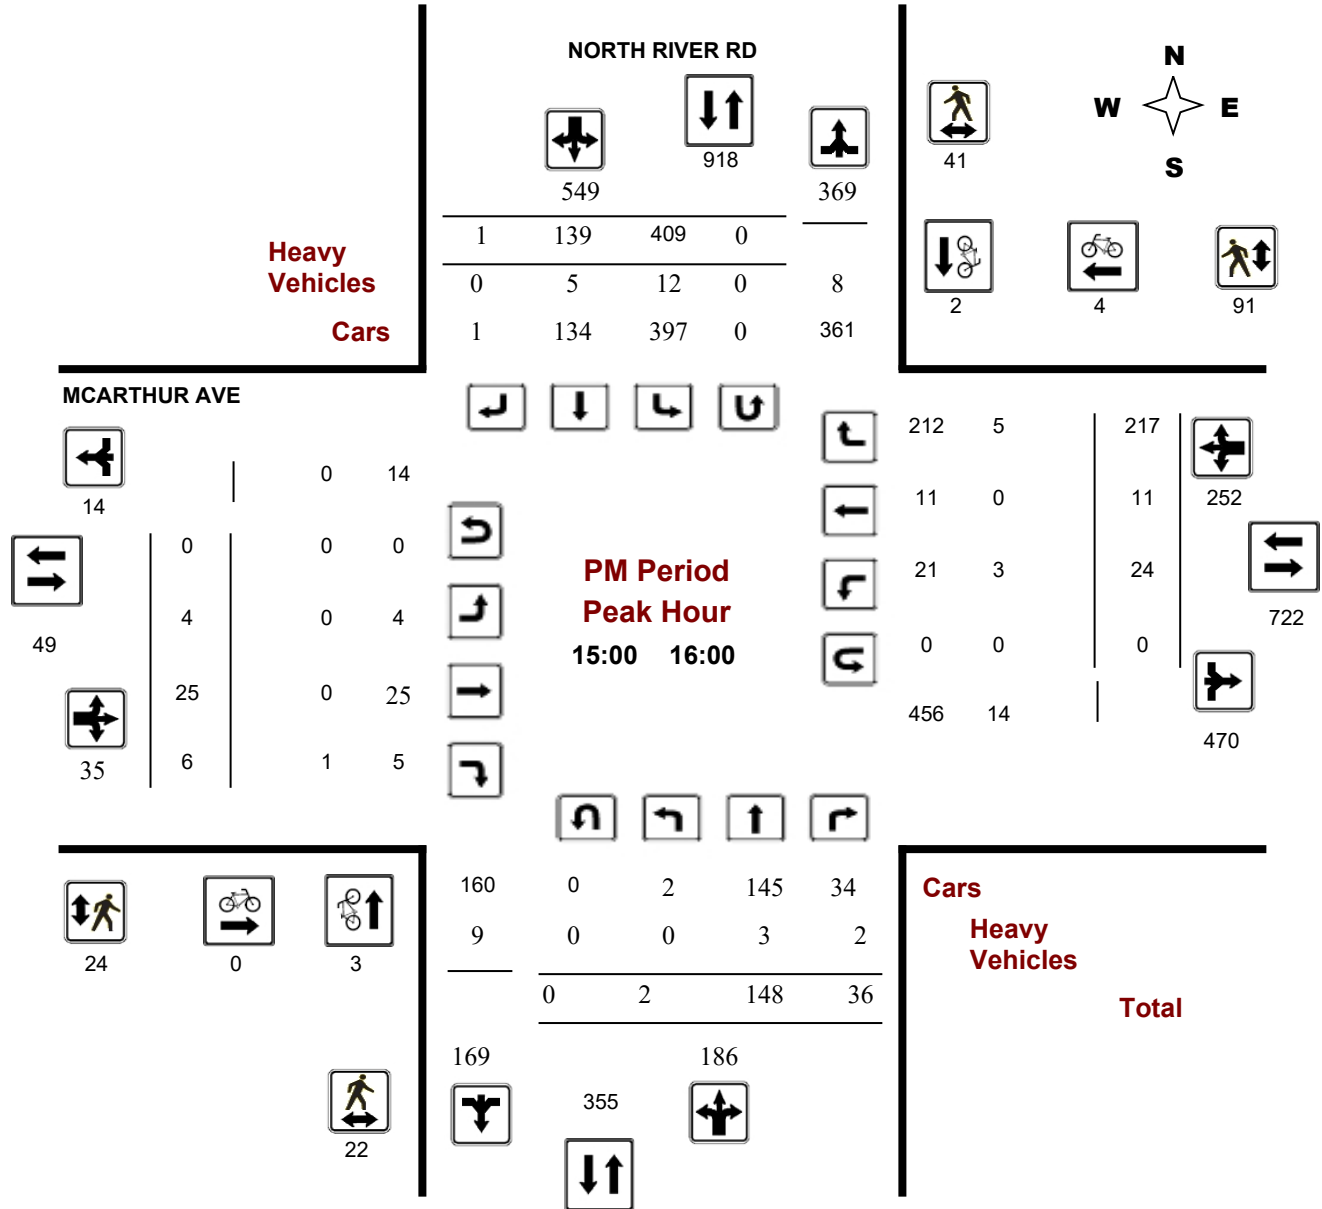 NORTH RIVER RD
N
W E
S
918
41
549 369
1 139 409 0
Heavy
Vehicles
0 5 12 0 8
2 4 91
Cars
1 134 397 0 361
MCARTHUR AVE
212 5 217
0 14
14
11 0 11 252
0 0 0
PM Period
21 3 24
Peak Hour
4 0 4
722
49
15:00 16:00
0 0 0
25 0 25
456 14
470
35 6 1 5
160 0 2 145 34
Cars
9 0 0 3 2
Heavy
Vehicles
24 0 3
0 2 148 36
Total
169 186
355
22